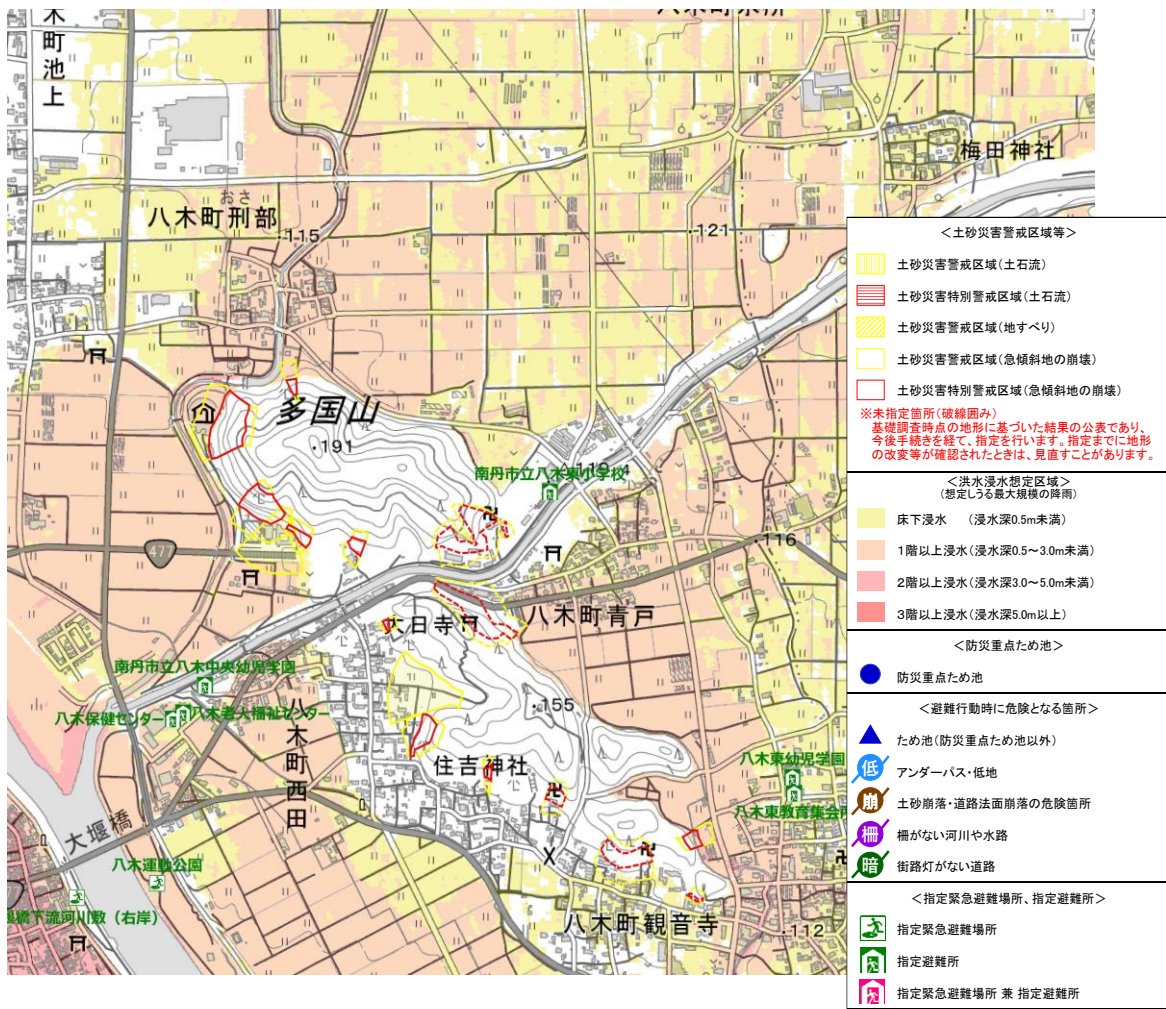 木町池上
おさ
八木町刑部
115
121
梅田神社
多国山
191
南丹市立八木東小学校
477
116
大日寺
八木町青戸
南丹市立八木中央幼児学園
八木保健センター
八木老人福祉センター
八木町西田
155
住吉神社
八木東幼児学園
八木東教育集会所
大堰橋
八木運動公園
橋下流河川敷（右岸）
八木町観音寺
112
＜土砂災害警戒区域等＞
土砂災害警戒区域（土石流）
土砂災害特別警戒区域（土石流）
土砂災害警戒区域（地すべり）
土砂災害警戒区域（急傾斜地の崩壊）
土砂災害特別警戒区域（急傾斜地の崩壊）
※未指定箇所（破線囲み）
基礎調査時点の地形に基づいた結果の公表であり、
今後手続きを経て、指定を行います。指定までに地形
の改変等が確認されたときは、見直すことがあります。
＜洪水浸水想定区域＞
（想定しうる最大規模の降雨）
床下浸水　（浸水深0.5m未満）
１階以上浸水（浸水深0.5～3.0m未満）
２階以上浸水（浸水深3.0～5.0m未満）
３階以上浸水（浸水深5.0m以上）
＜防災重点ため池＞
防災重点ため池
＜避難行動時に危険となる箇所＞
ため池（防災重点ため池以外）
低 アンダーパス・低地
崩 土砂崩落・道路法面崩落の危険箇所
柵 柵がない河川や水路
暗 街路灯がない道路
＜指定緊急避難場所、指定避難所＞
指定緊急避難場所
指定避難所
指定緊急避難場所 兼 指定避難所